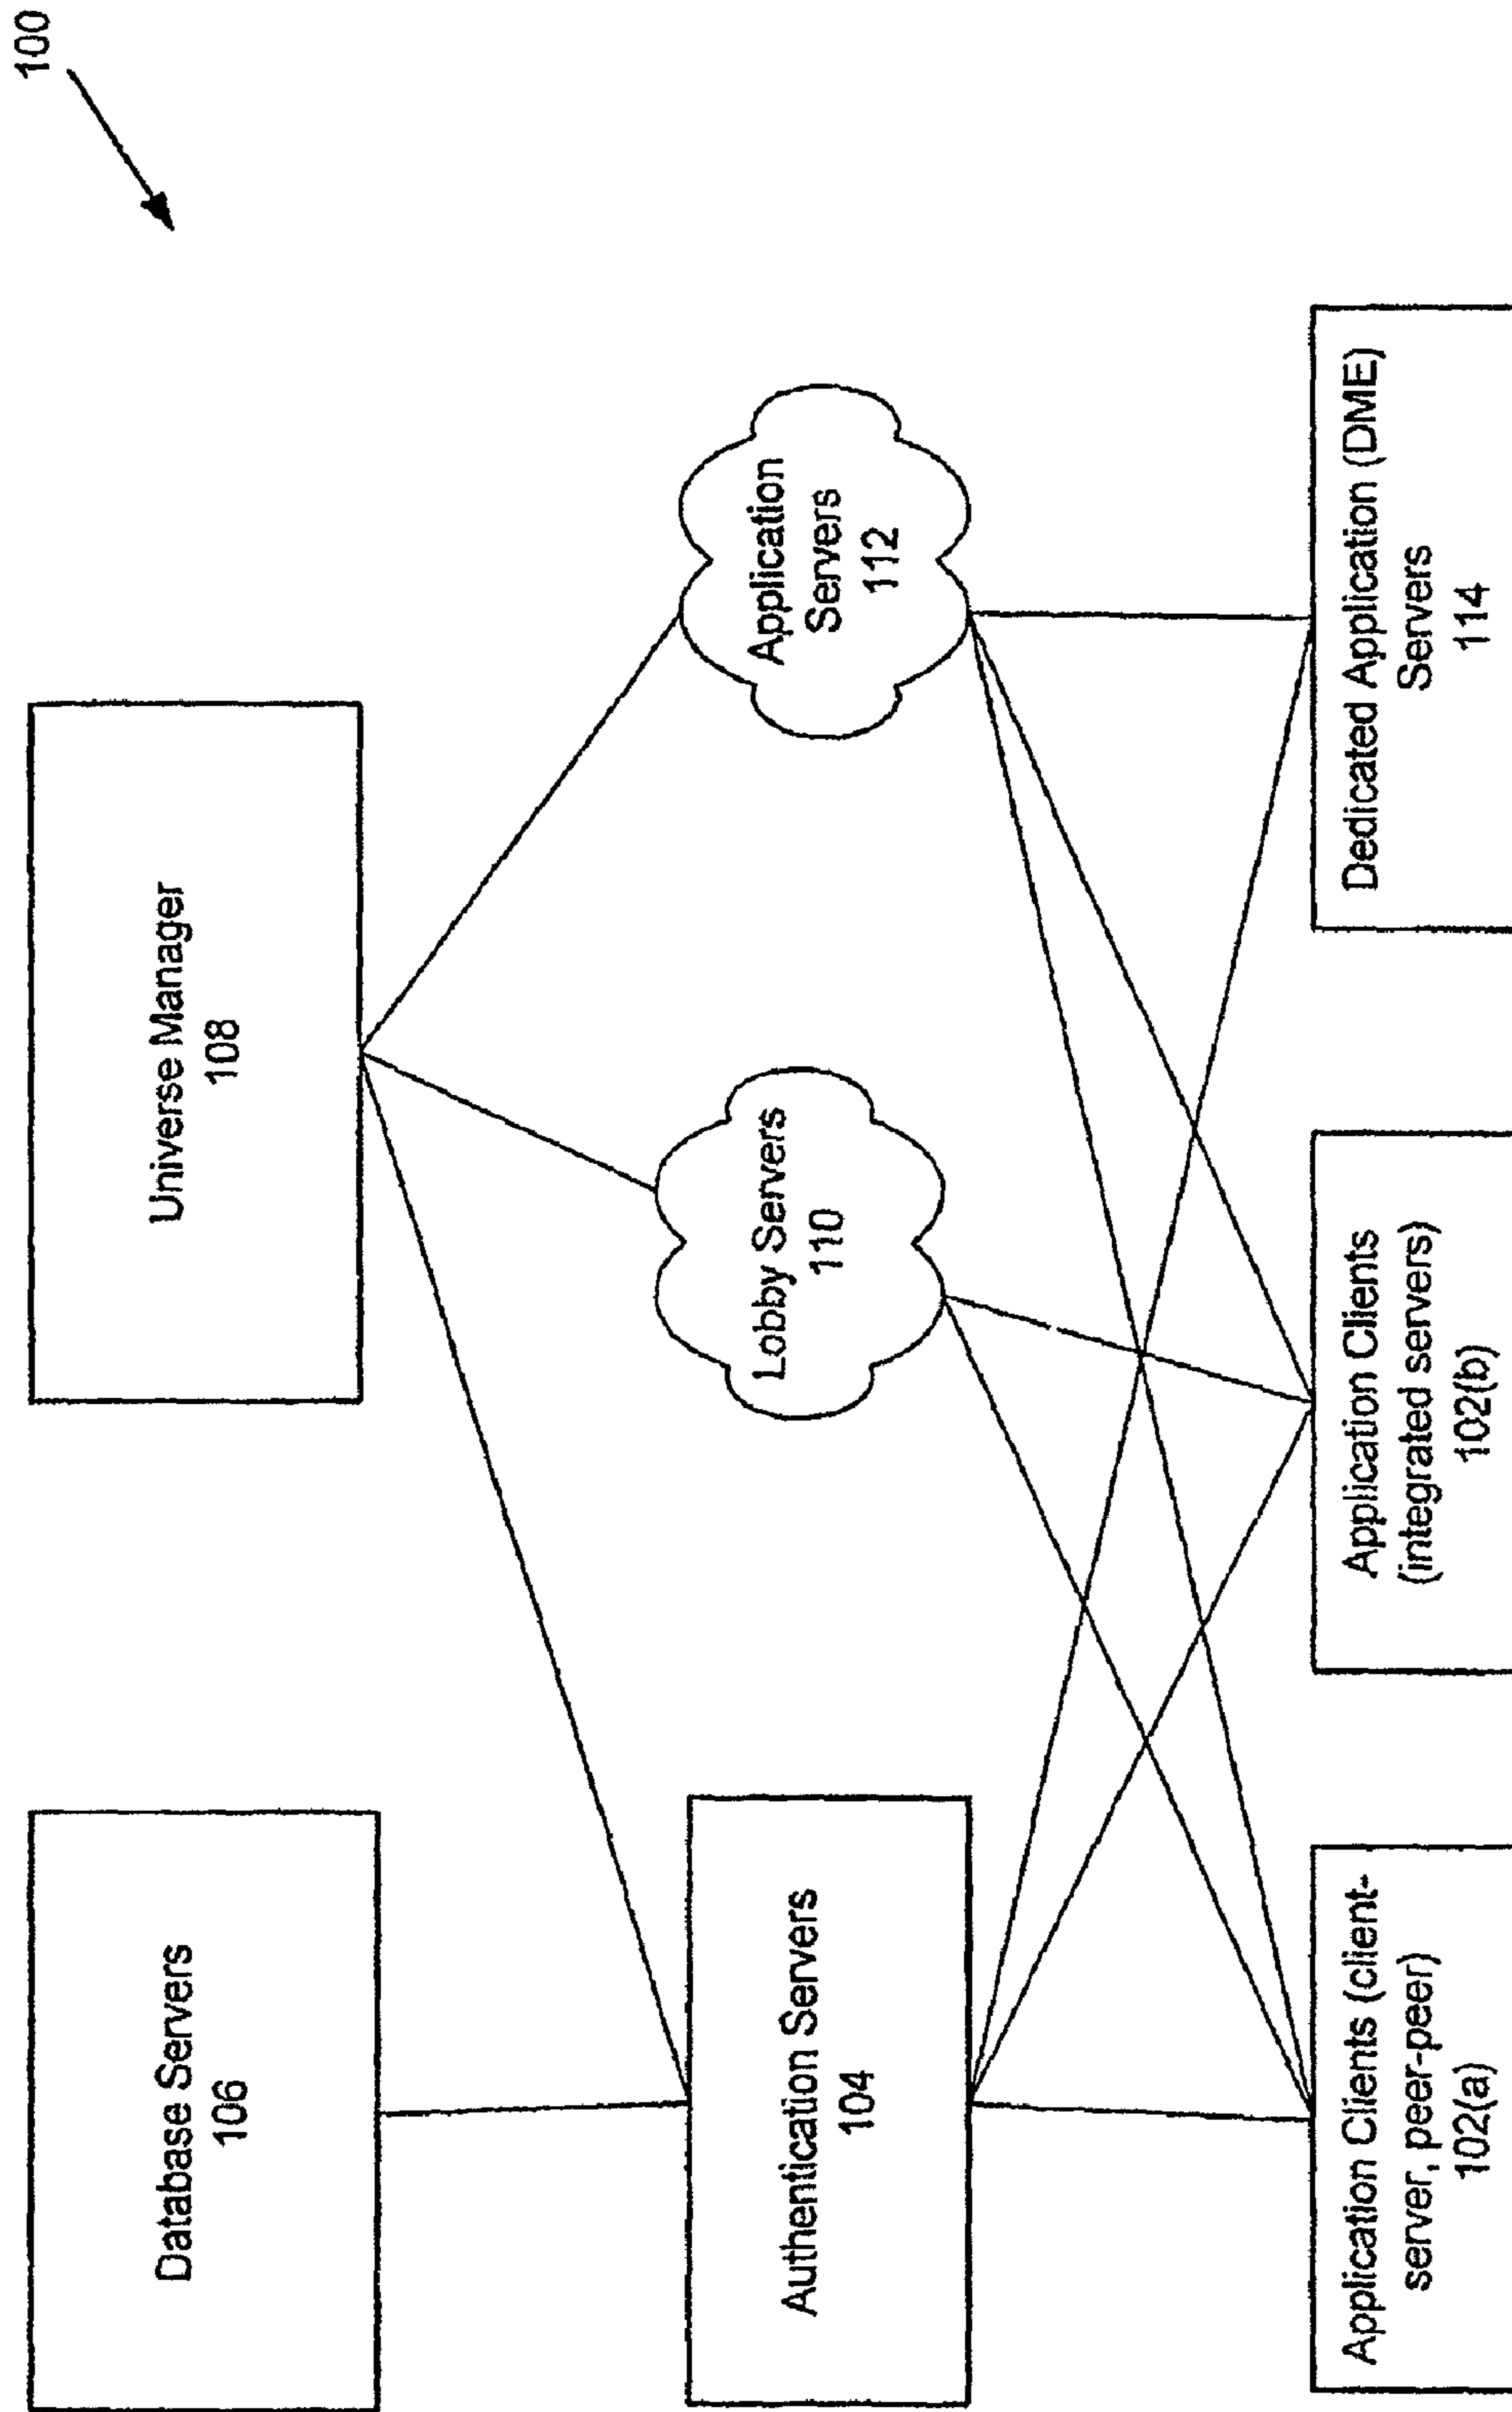 100
Database Servers
106
Universe Manager
108
Authentication Servers
104
Lobby Servers
110
Application
Servers
112
Application Clients (client-
server, peer-peer)
102(a)
Application Clients
(integrated servers)
102(b)
Dedicated Application (DME)
Servers
114